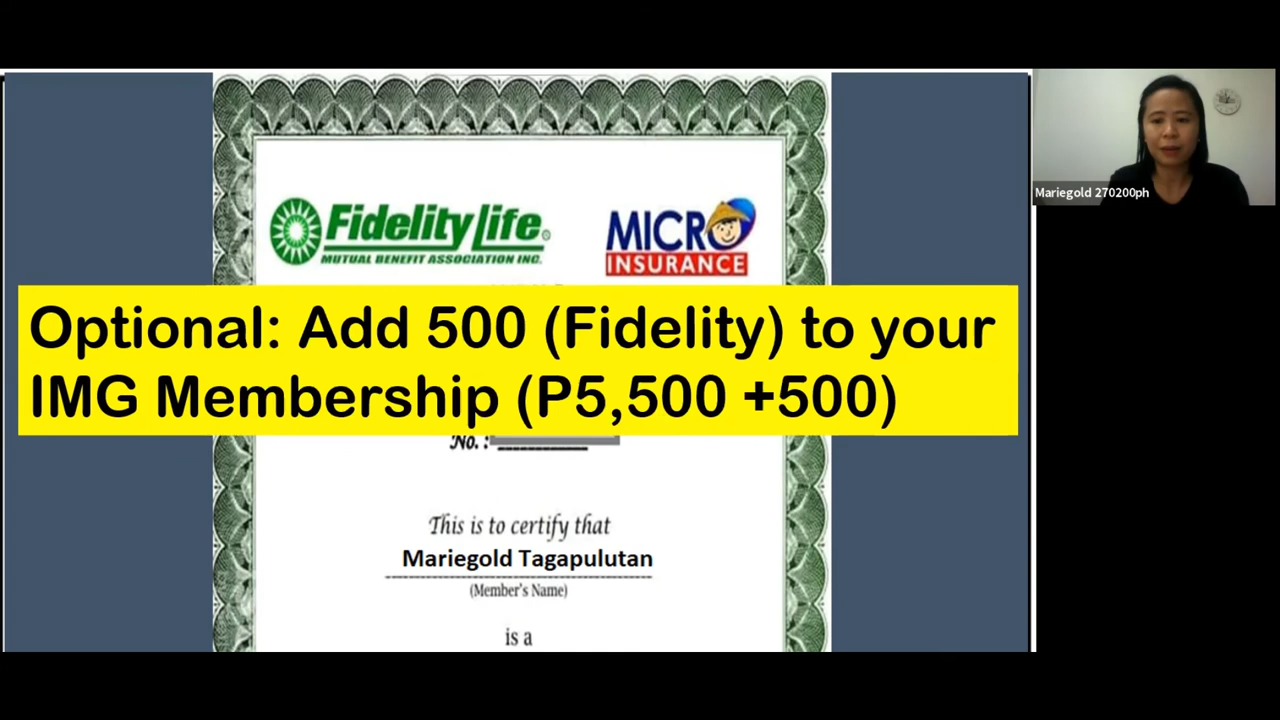 Fidelity Life
MUTUAL BENEFIT ASSOCIATION INC.
MICRO
INSURANCE
Optional: Add 500 (Fidelity) to your
IMG Membership (P5,500 +500)
No. :
This is to certify that
Mariegold Tagapulutan
(Member's Name)
is a
Mariegold 270200ph